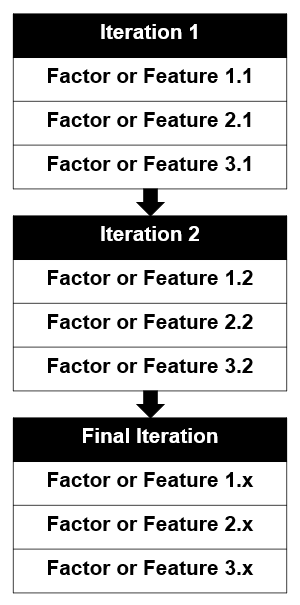 Iteration 1
Factor or Feature 1.1
Factor or Feature 2.1
Factor or Feature 3.1
Iteration 2
Factor or Feature 1.2
Factor or Feature 2.2
Factor or Feature 3.2
Final Iteration
Factor or Feature 1.x
Factor or Feature 2.x
Factor or Feature 3.x